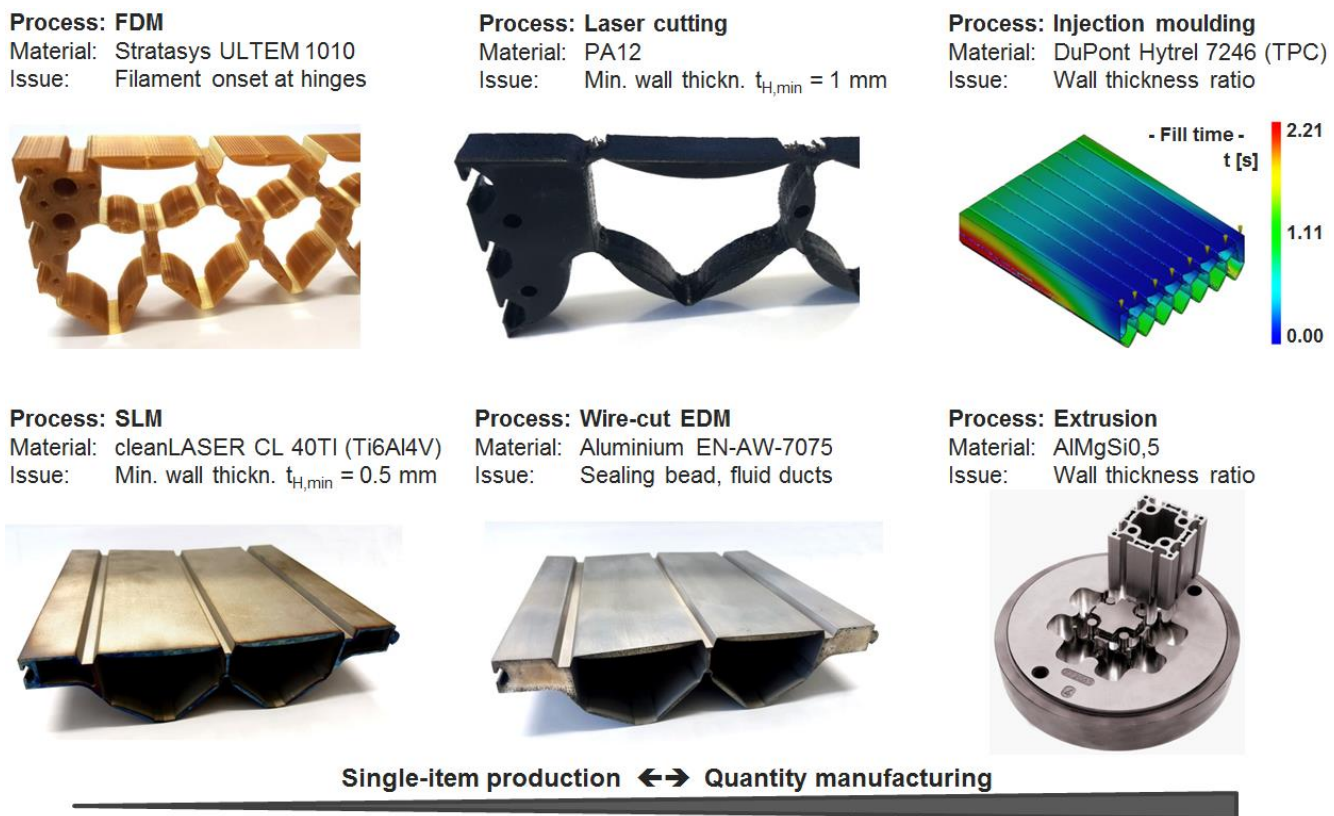 Process: FDM
Material: Stratasys ULTEM 1010
Issue: Filament onset at hinges
Process: Laser cutting
Material: PA12
Issue: Min. wall thickn. tH,min = 1 mm
Process: Injection moulding
Material: DuPont Hytrel 7246 (TPC)
Issue: Wall thickness ratio
- Fill time -
t [s]
2.21
1.11
0.00
Process: SLM
Material: cleanLASER CL 40TI (Ti6Al4V)
Issue: Min. wall thickn. tH,min = 0.5 mm
Process: Wire-cut EDM
Material: Aluminium EN-AW-7075
Issue: Sealing bead, fluid ducts
Process: Extrusion
Material: AlMgSi0,5
Issue: Wall thickness ratio
Single-item production ←→ Quantity manufacturing